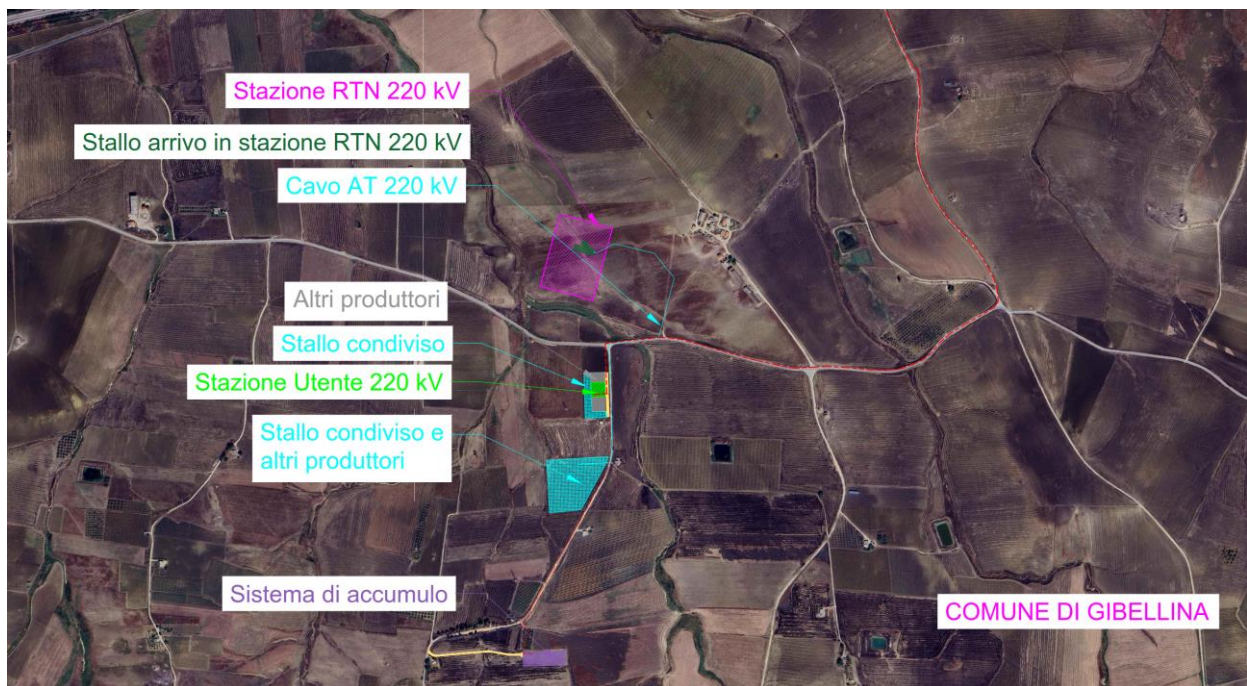 Stazione RTN 220 kV
Stallo arrivo in stazione RTN 220 kV
Cavo AT 220 kV
Altri produttori
Stallo condiviso
Stazione Utente 220 kV
Stallo condiviso e
altri produttori
Sistema di accumulo
COMUNE DI GIBELLINA